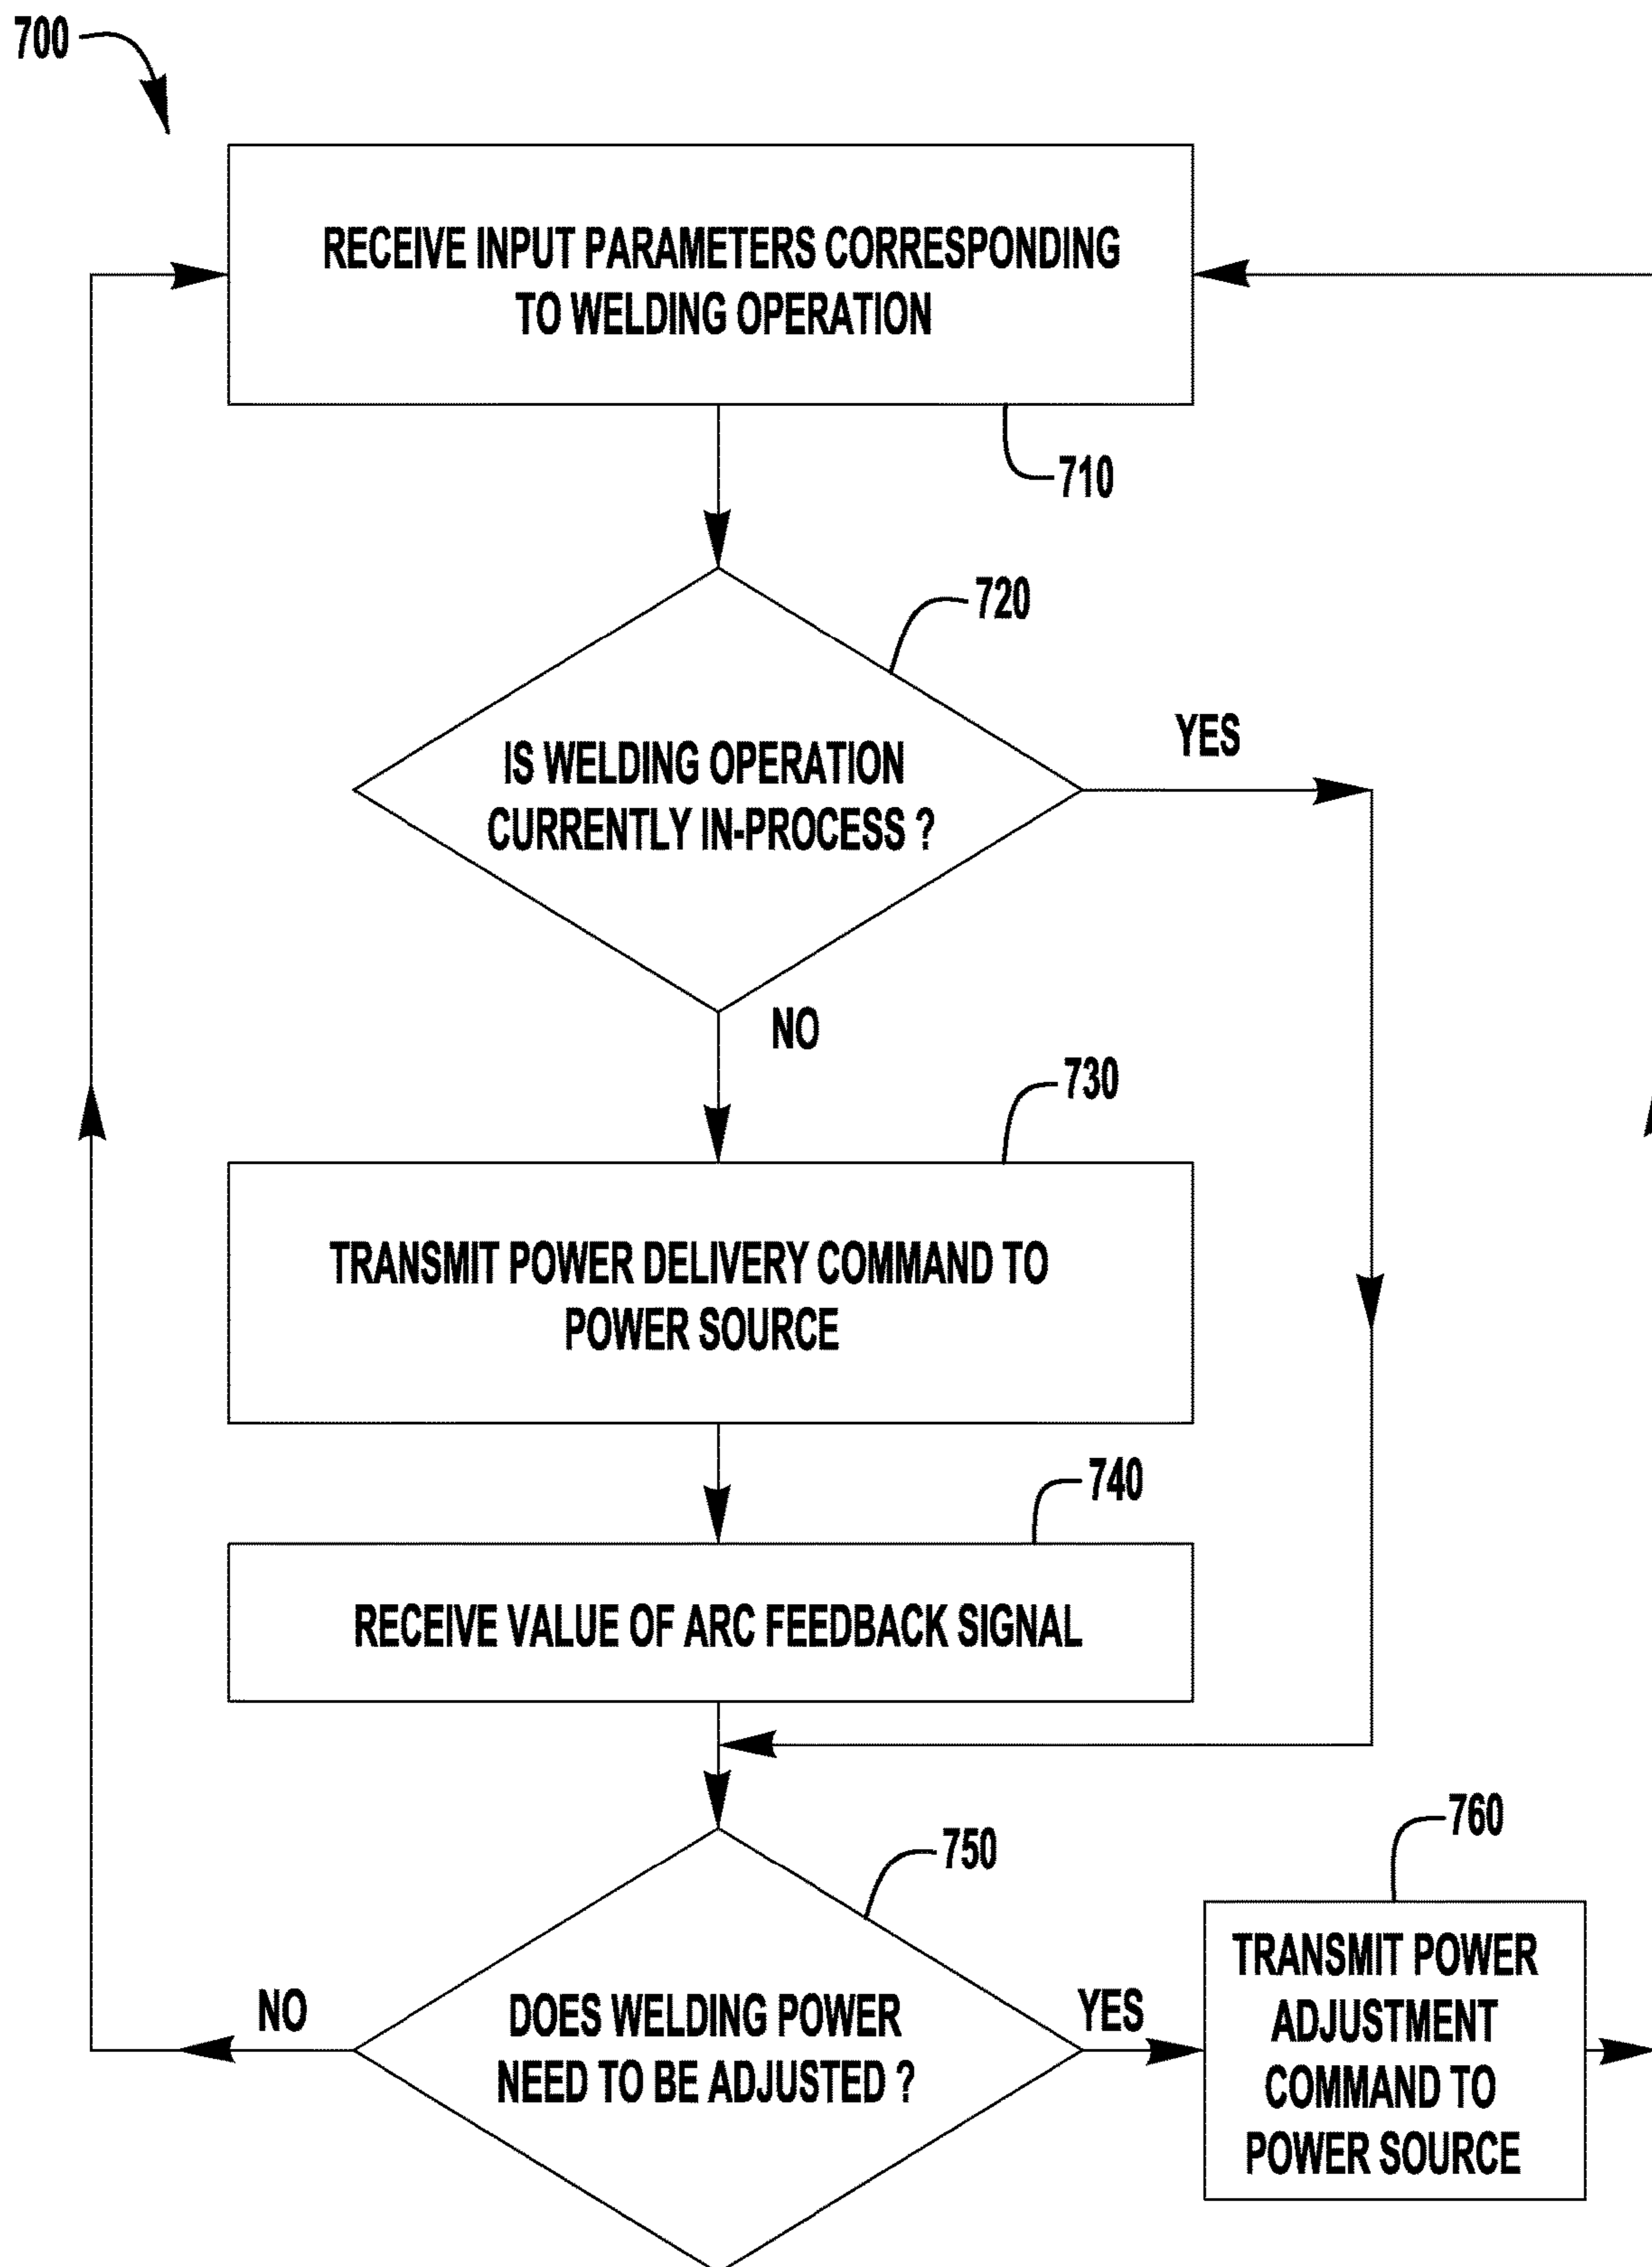 700
RECEIVE INPUT PARAMETERS CORRESPONDING
TO WELDING OPERATION
710
720
IS WELDING OPERATION
CURRENTLY IN-PROCESS ?
YES
NO
730
TRANSMIT POWER DELIVERY COMMAND TO
POWER SOURCE
740
RECEIVE VALUE OF ARC FEEDBACK SIGNAL
750
760
DOES WELDING POWER
NEED TO BE ADJUSTED ?
NO
YES
TRANSMIT POWER
ADJUSTMENT
COMMAND TO
POWER SOURCE